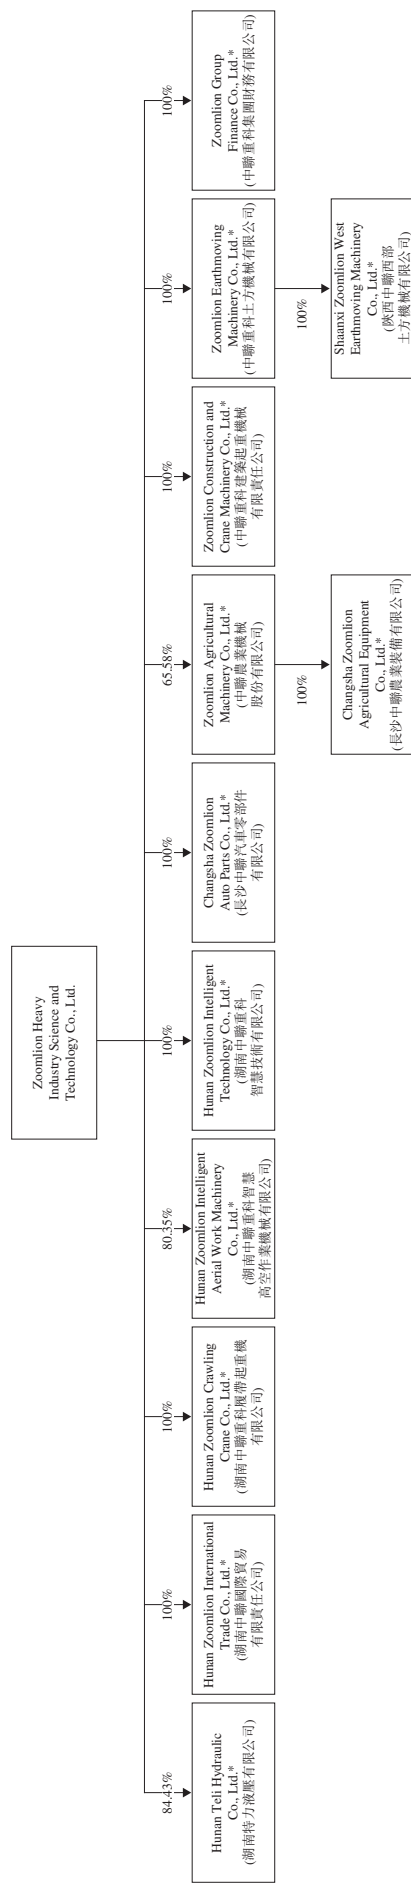 Zoomlion Heavy
Industry Science and
Technology Co., Ltd.
84.43%
100%
100%
80.35%
100%
100%
65.58%
100%
100%
100%
Hunan Teli Hydraulic
Co., Ltd.*
(湖南特力液壓有限公司)
Hunan Zoomlion International
Trade Co., Ltd.*
(湖南中聯國際貿易
有限責任公司)
Hunan Zoomlion Crawling
Crane Co., Ltd.*
(湖南中聯重科履帶起重機
有限公司)
Hunan Zoomlion Intelligent
Aerial Work Machinery
Co., Ltd.*
(湖南中聯重科智慧
高空作業機械有限公司)
Hunan Zoomlion Intelligent
Technology Co., Ltd.*
(湖南中聯重科
智慧技術有限公司)
Changsha Zoomlion
Auto Parts Co., Ltd.*
(長沙中聯汽車零部件
有限公司)
Zoomlion Agricultural
Machinery Co., Ltd.*
(中聯農業機械
股份有限公司)
Zoomlion Construction and
Crane Machinery Co., Ltd.*
(中聯重科建築起重機械
有限責任公司)
Zoomlion Earthmoving
Machinery Co., Ltd.*
(中聯重科土方機械有限公司)
Zoomlion Group
Finance Co., Ltd.*
(中聯重科集團財務有限公司)
100%
100%
Changsha Zoomlion
Agricultural Equipment
Co., Ltd.*
(長沙中聯農業裝備有限公司)
Shaanxi Zoomlion West
Earthmoving Machinery
Co., Ltd.*
(陝西中聯西部
土方機械有限公司)